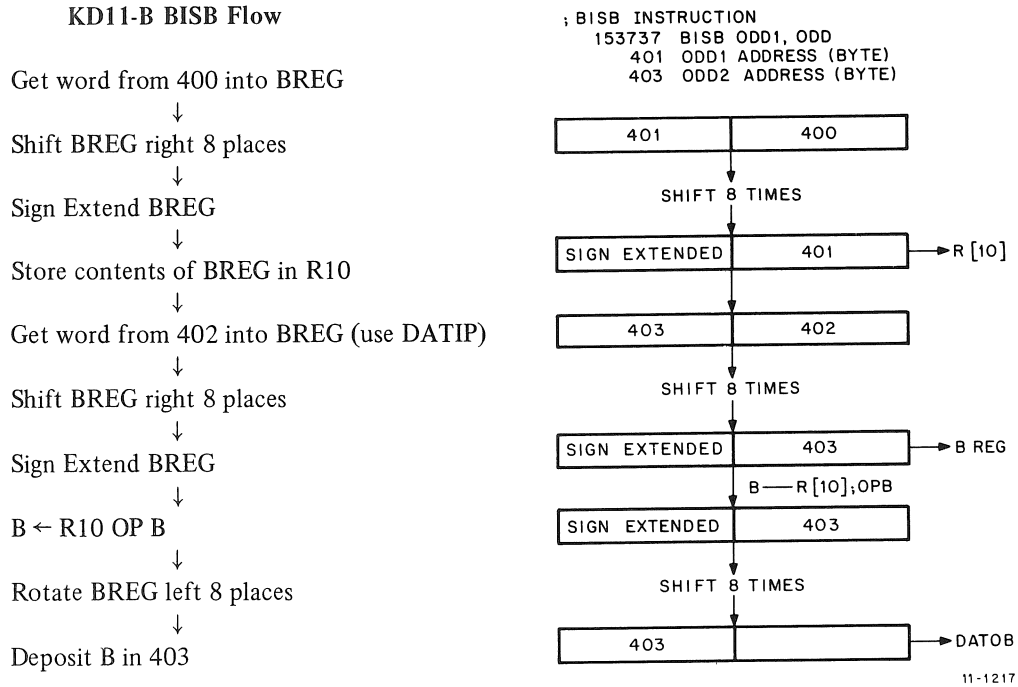 KD11-B BISB Flow
Get word from 400 into BREG
↓
Shift BREG right 8 places
↓
Sign Extend BREG
↓
Store contents of BREG in R10
↓
Get word from 402 into BREG (use DATIP)
↓
Shift BREG right 8 places
↓
Sign Extend BREG
↓
B ← R10 OP B
↓
Rotate BREG left 8 places
↓
Deposit B in 403
; BISB INSTRUCTION
153737 BISB ODD1, ODD
401 ODD1 ADDRESS (BYTE)
403 ODD2 ADDRESS (BYTE)
401 400
SHIFT 8 TIMES
SIGN EXTENDED 401 R [10]
403 402
SHIFT 8 TIMES
SIGN EXTENDED 403 B REG
B — R [10];OPB
SIGN EXTENDED 403
SHIFT 8 TIMES
403 DATOB
11-1217